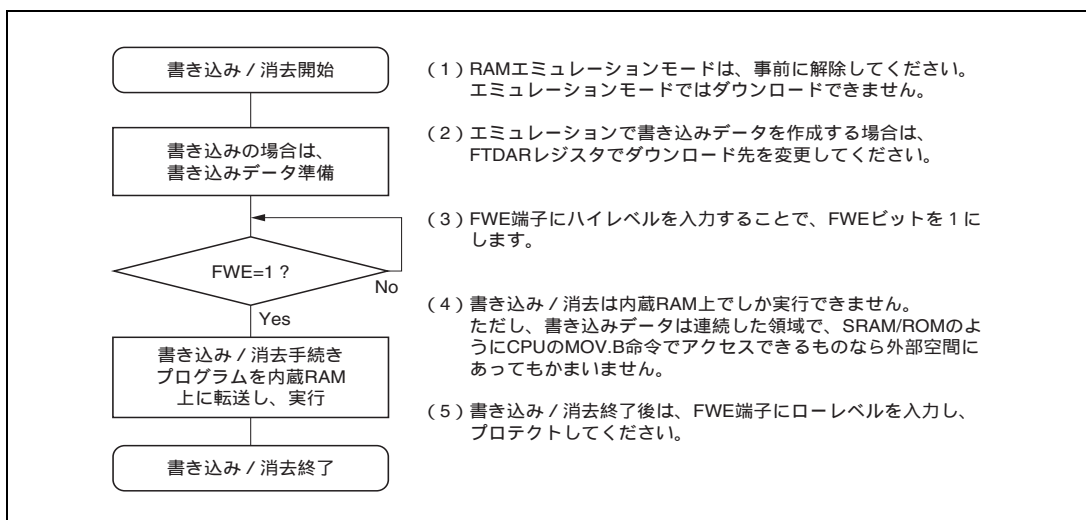 書き込み / 消去開始
書き込みの場合は、
書き込みデータ準備
FWE=1 ?
No
Yes
書き込み / 消去手続き
プログラムを内蔵RAM
上に転送し、実行
書き込み / 消去終了
(1) RAMエミュレーションモードは、事前に解除してください。
エミュレーションモードではダウンロードできません。
(2) エミュレーションで書き込みデータを作成する場合は、
FTDARレジスタでダウンロード先を変更してください。
(3) FWE端子にハイレベルを入力することで、FWEビットを1に
します。
(4) 書き込み / 消去は内蔵RAM上でしか実行できません。
ただし、書き込みデータは連続した領域で、SRAM/ROMのよ
うにCPUのMOV.B命令でアクセスできるものなら外部空間に
あってもかまいません。
(5) 書き込み / 消去終了後は、FWE端子にローレベルを入力し、
プロテクトしてください。